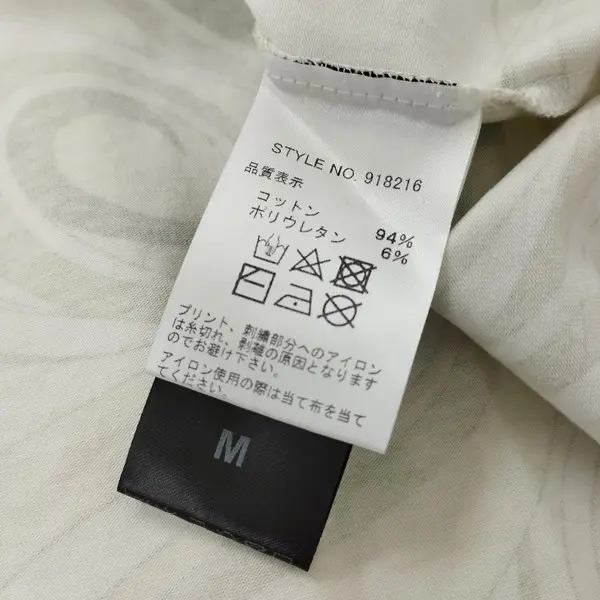 STYLE NO. 918216
品質表示
コットン 94%
ポリウレタン 6%
プリント、刺繍部分へのアイロン
は糸切れ、剥離の原因となります
のでお避け下さい。
アイロン使用の際は当て布を当て
てください。
M